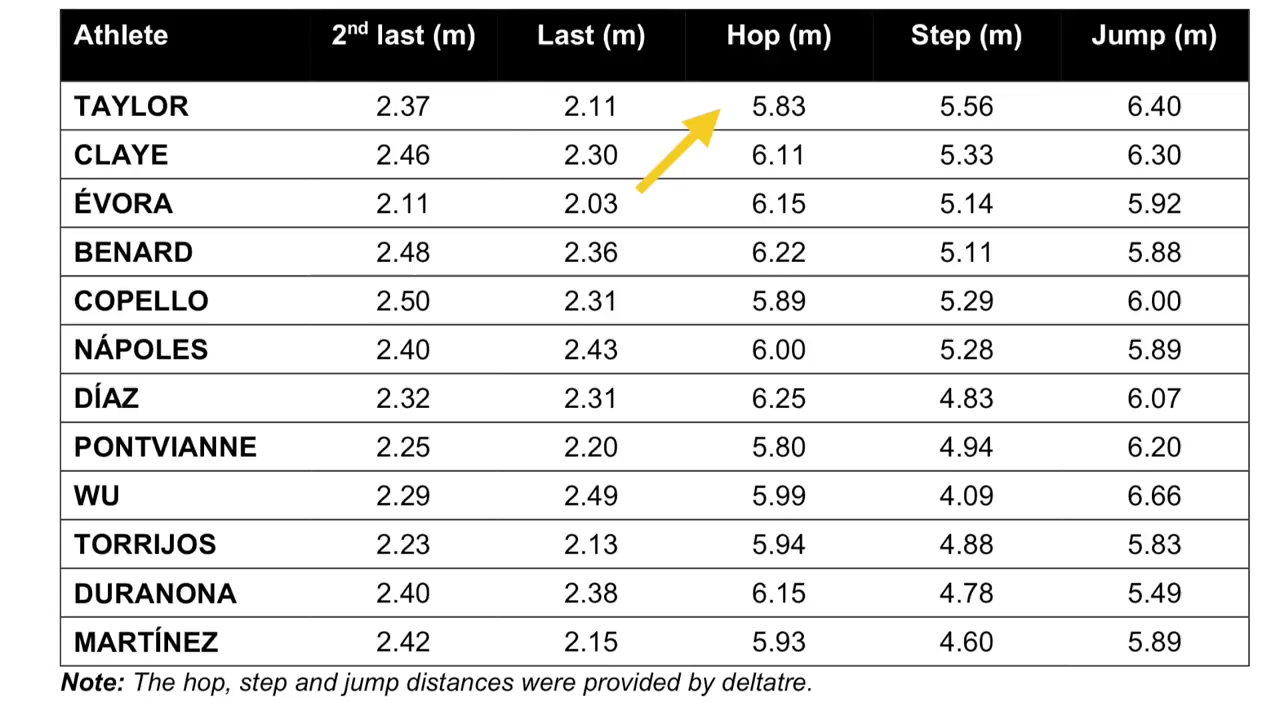 Athlete 2nd last (m) Last (m) Hop (m) Step (m) Jump (m)
TAYLOR 2.37 2.11 5.83 5.56 6.40
CLAYE 2.46 2.30 6.11 5.33 6.30
ÉVORA 2.11 2.03 6.15 5.14 5.92
BENARD 2.48 2.36 6.22 5.11 5.88
COPELLO 2.50 2.31 5.89 5.29 6.00
NÁPOLES 2.40 2.43 6.00 5.28 5.89
DÍAZ 2.32 2.31 6.25 4.83 6.07
PONTVIANNE 2.25 2.20 5.80 4.94 6.20
WU 2.29 2.49 5.99 4.09 6.66
TORRIJOS 2.23 2.13 5.94 4.88 5.83
DURANONA 2.40 2.38 6.15 4.78 5.49
MARTÍNEZ 2.42 2.15 5.93 4.60 5.89
Note: The hop, step and jump distances were provided by deltatre.